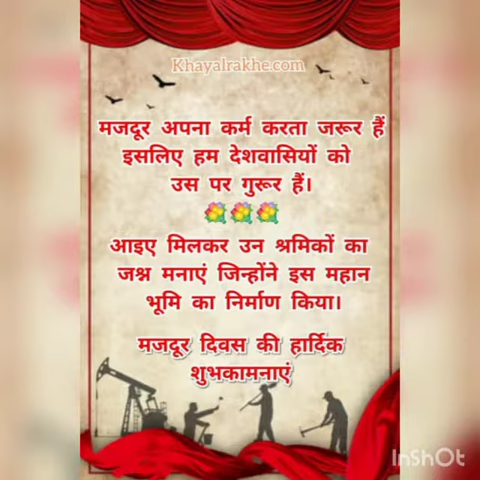 Khayalrakhe.com
मजदूर अपना कर्म करता जरूर हैं
इसलिए हम देशवासियों को
उस पर गुरूर हैं।
आइए मिलकर उन श्रमिकों का
जश्न मनाएं जिन्होंने इस महान
भूमि का निर्माण किया।
मजदूर दिवस की हार्दिक
शुभकामनाएं
InShOt